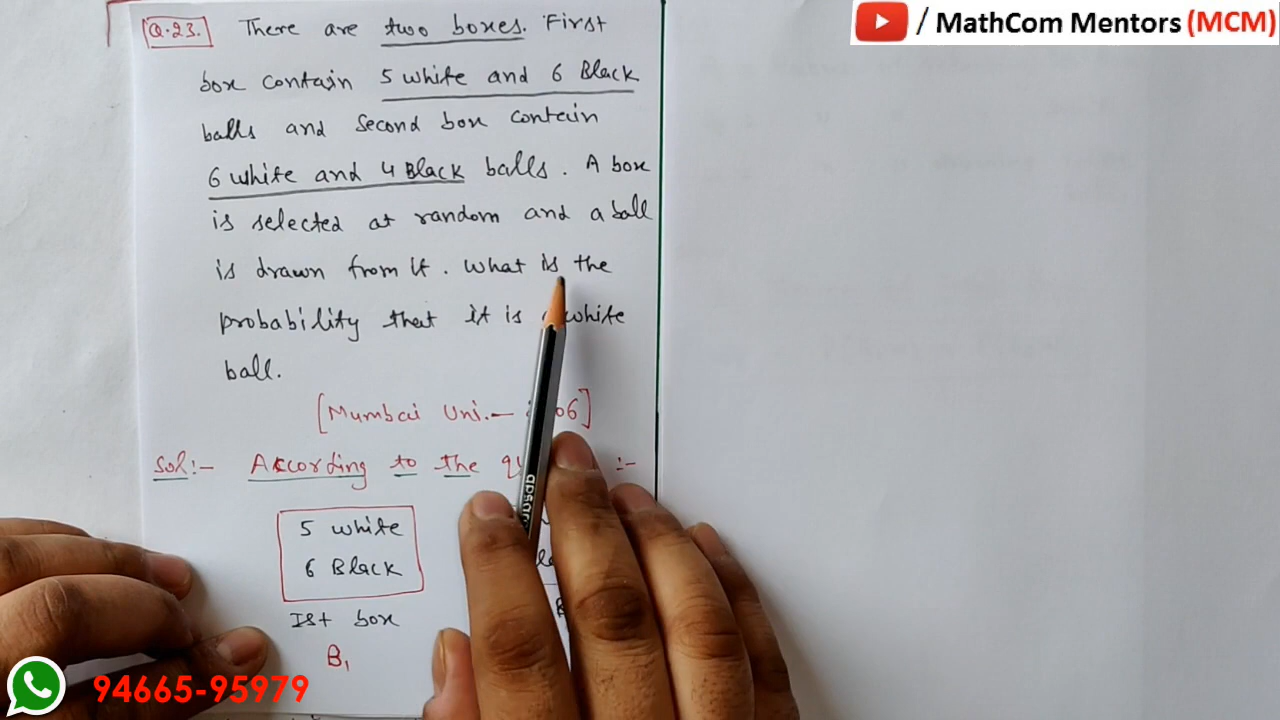 / MathCom Mentors (MCM)
Q.23. There are two boxes. First
box contain 5 white and 6 Black
balls and second box contain
6 white and 4 Black balls. A box
is selected at random and a ball
is drawn from it. What is the
probability that it is white
ball.
[Mumbai Uni.-
Sol:- According to the :-
5 white
6 Black
Ist box
B1
94665-95979